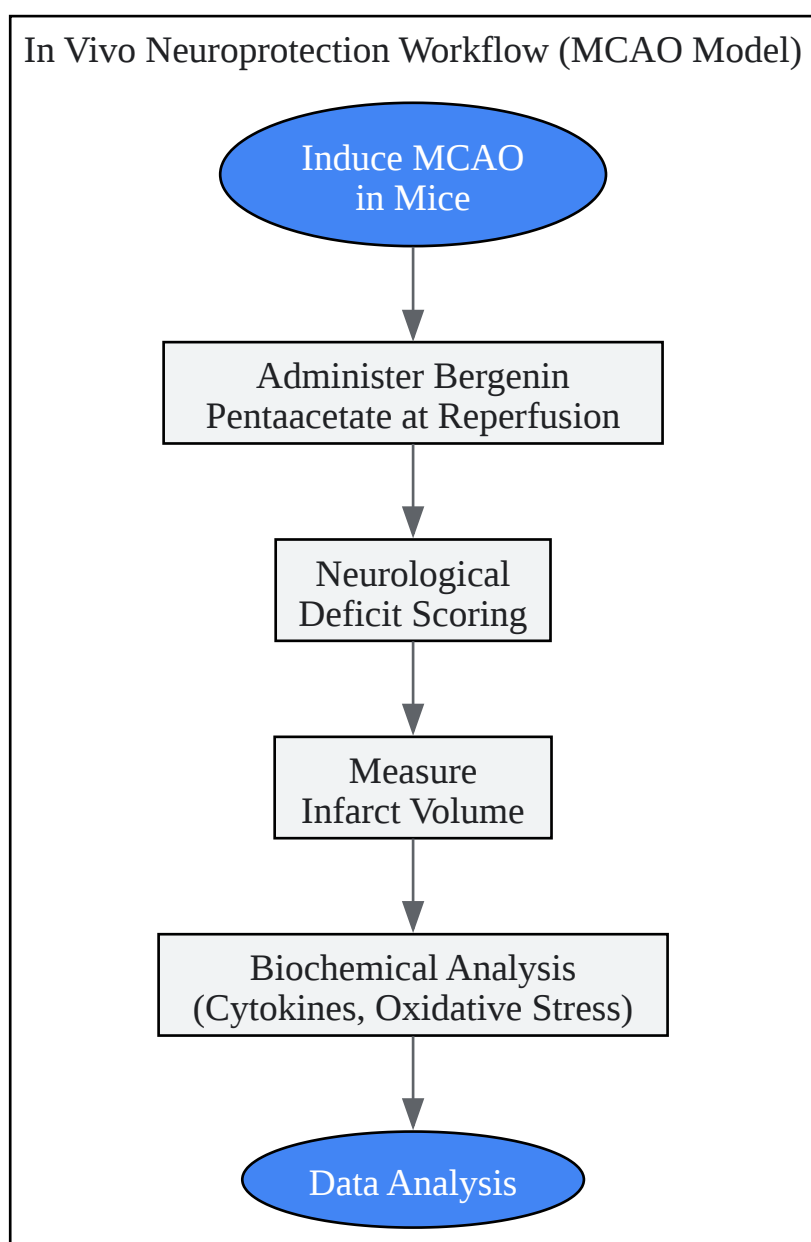 In Vivo Neuroprotection Workflow (MCAO Model)
Induce MCAO
in Mice
Administer Bergenin
Pentaacetate at Reperfusion
Neurological
Deficit Scoring
Measure
Infarct Volume
Biochemical Analysis
(Cytokines, Oxidative Stress)
Data Analysis